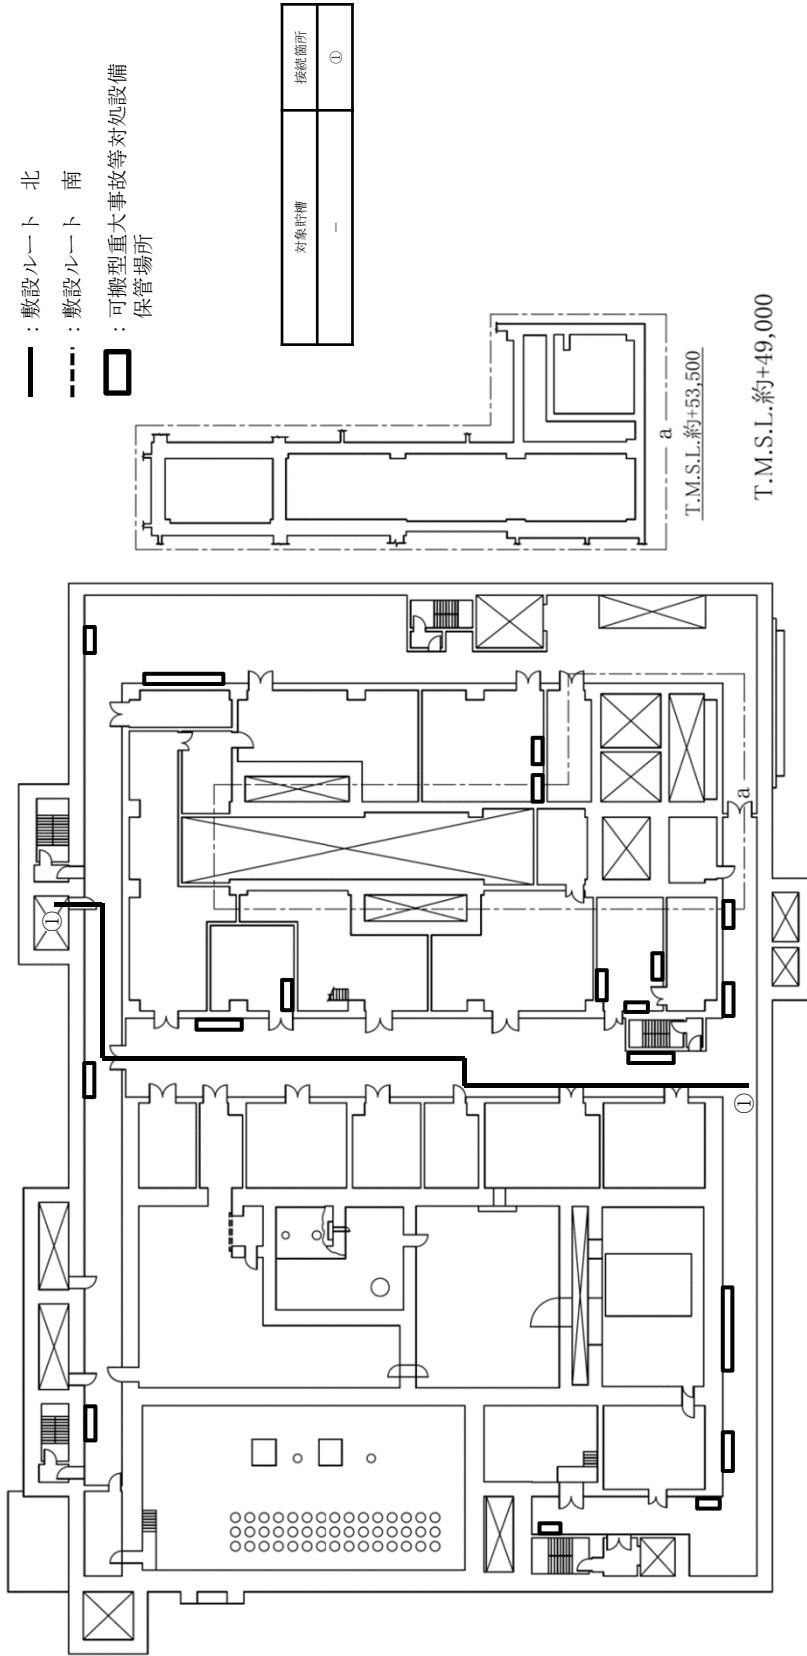 ：敷設ルート　北
：敷設ルート　南
：可搬型重大事故等対処設備
保管場所
対象貯槽　接続箇所
－　①
a
T.M.S.L.約+53,500
T.M.S.L.約+49,000
①
a
①